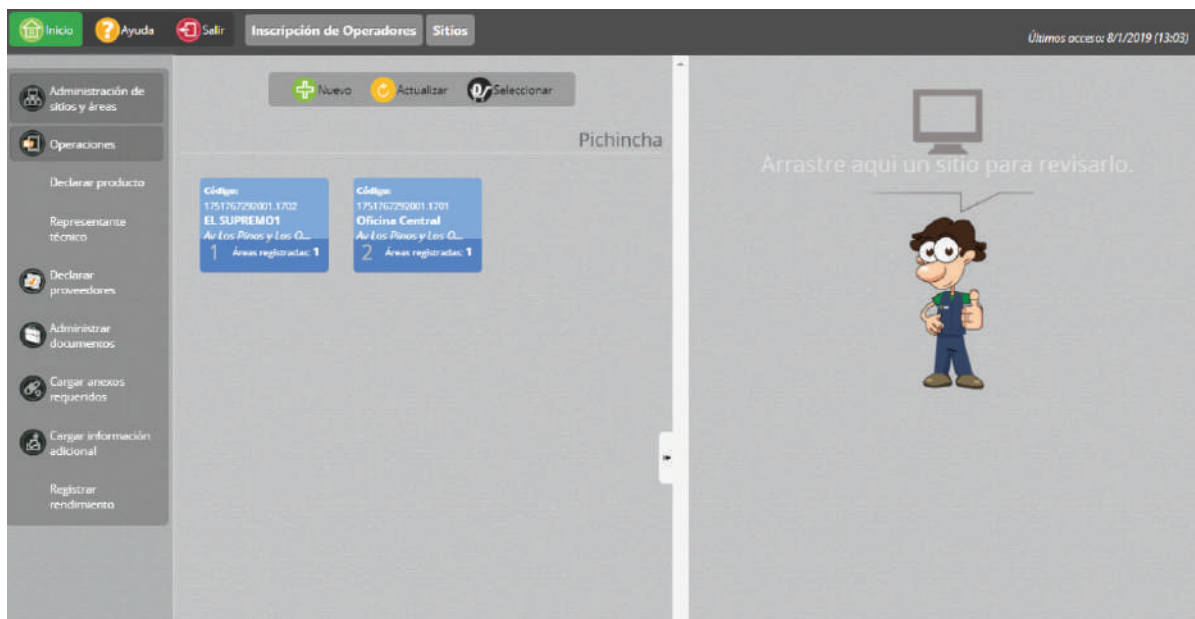 Inicio
Ayuda
Salir
Inscripción de Operadores
Sitios
Últimos acceso: 8/1/2019 (13:03)
Administración de
sitios y áreas
Operaciones
Declarar producto
Representante
técnico
Declarar
proveedores
Administrar
documentos
Cargar anexos
requeridos
Cargar información
adicional
Registrar
rendimiento
Nuevo
Actualizar
Seleccionar
Pichincha
Código:
1751767292001.1702
EL SUPREMO1
Av Los Pinos y Los O...
1 Áreas registradas: 1
Código:
1751767292001.1701
Oficina Central
Av Los Pinos y Los O...
2 Áreas registradas: 1
Arrastre aqui un sitio para revisarlo.